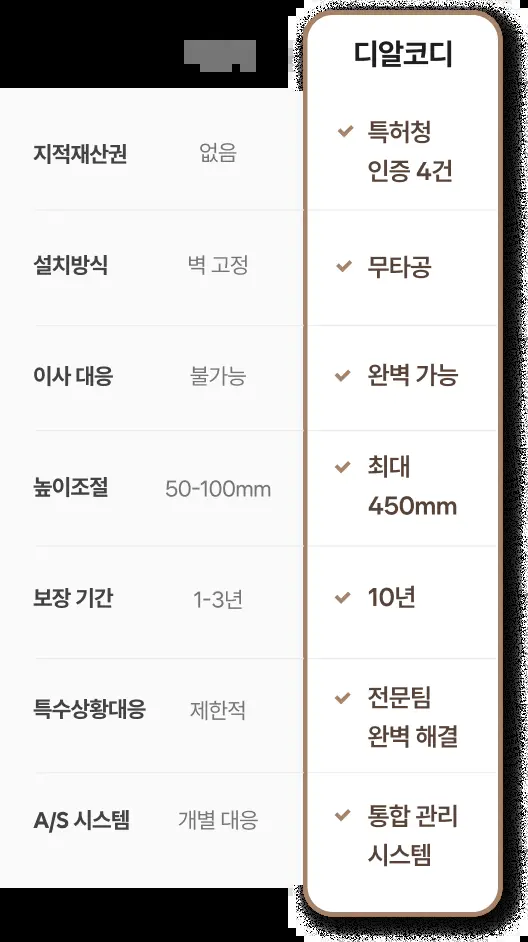 디알코디
지적재산권 없음 특허청
인증 4건
설치방식 벽 고정 무타공
이사 대응 불가능 완벽 가능
높이조절 50-100mm 최대
450mm
보장 기간 1-3년 10년
특수상황대응 제한적 전문팀
완벽 해결
A/S 시스템 개별 대응 통합 관리
시스템